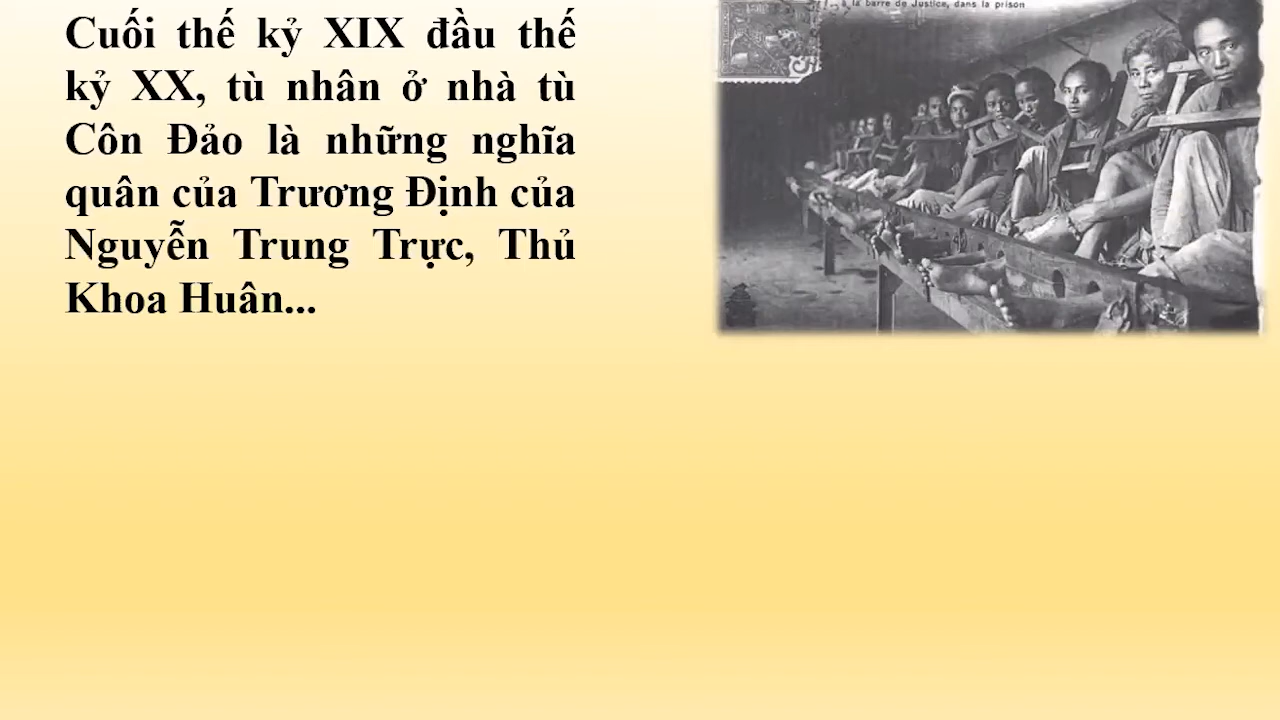 Cuối thế kỷ XIX đầu thế
kỷ XX, tù nhân ở nhà tù
Côn Đảo là những nghĩa
quân của Trương Định của
Nguyễn Trung Trực, Thủ
Khoa Huân...
à la barre de Justice, dans la prison